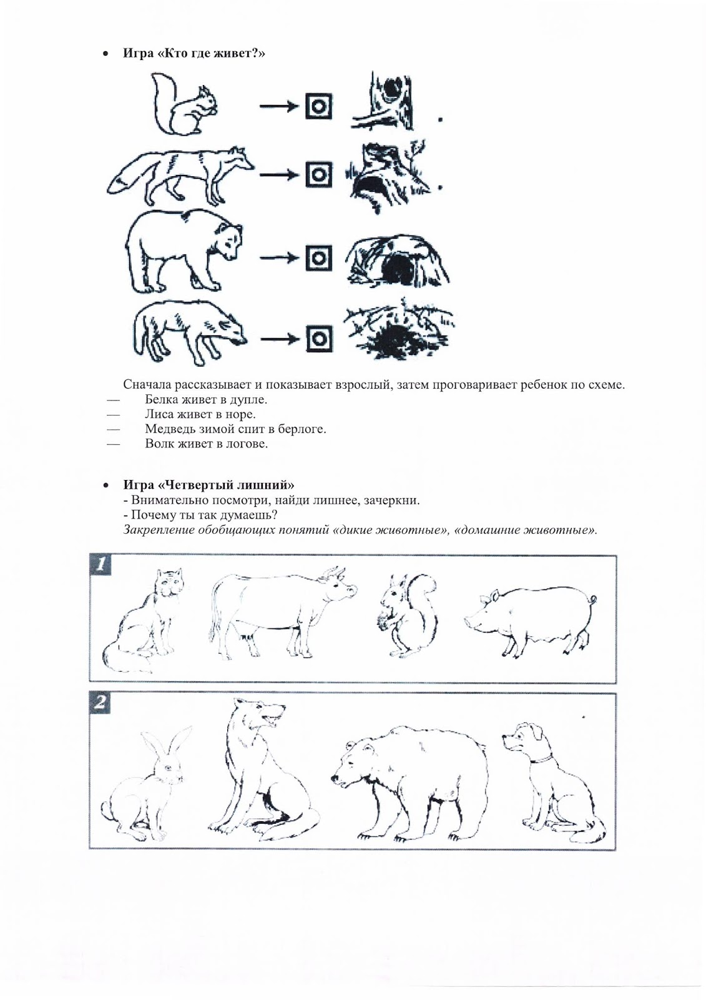 • Игра «Кто где живет?»
Сначала рассказывает и показывает взрослый, затем проговаривает ребенок по схеме.
— Белка живет в дупле.
— Лиса живет в норе.
— Медведь зимой спит в берлоге.
— Волк живет в логове.
• Игра «Четвертый лишний»
- Внимательно посмотри, найди лишнее, зачеркни.
- Почему ты так думаешь?
Закрепление обобщающих понятий «дикие животные», «домашние животные».
1
2